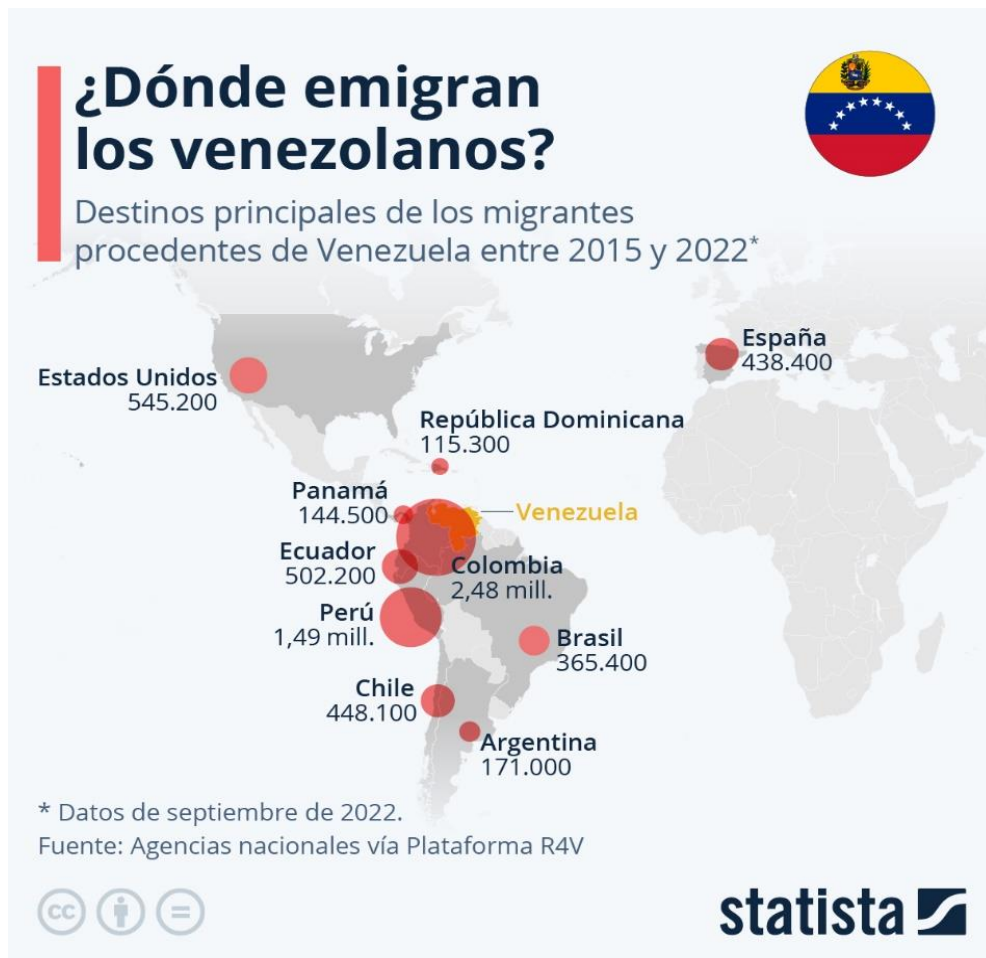 ¿Dónde emigran
los venezolanos?
Destinos principales de los migrantes
procedentes de Venezuela entre 2015 y 2022*
España
438.400
Estados Unidos
545.200
República Dominicana
115.300
Panamá
144.500
Venezuela
Ecuador
502.200
Colombia
2,48 mill.
Perú
1,49 mill.
Brasil
365.400
Chile
448.100
Argentina
171.000
* Datos de septiembre de 2022.
Fuente: Agencias nacionales vía Plataforma R4V
cc
statista